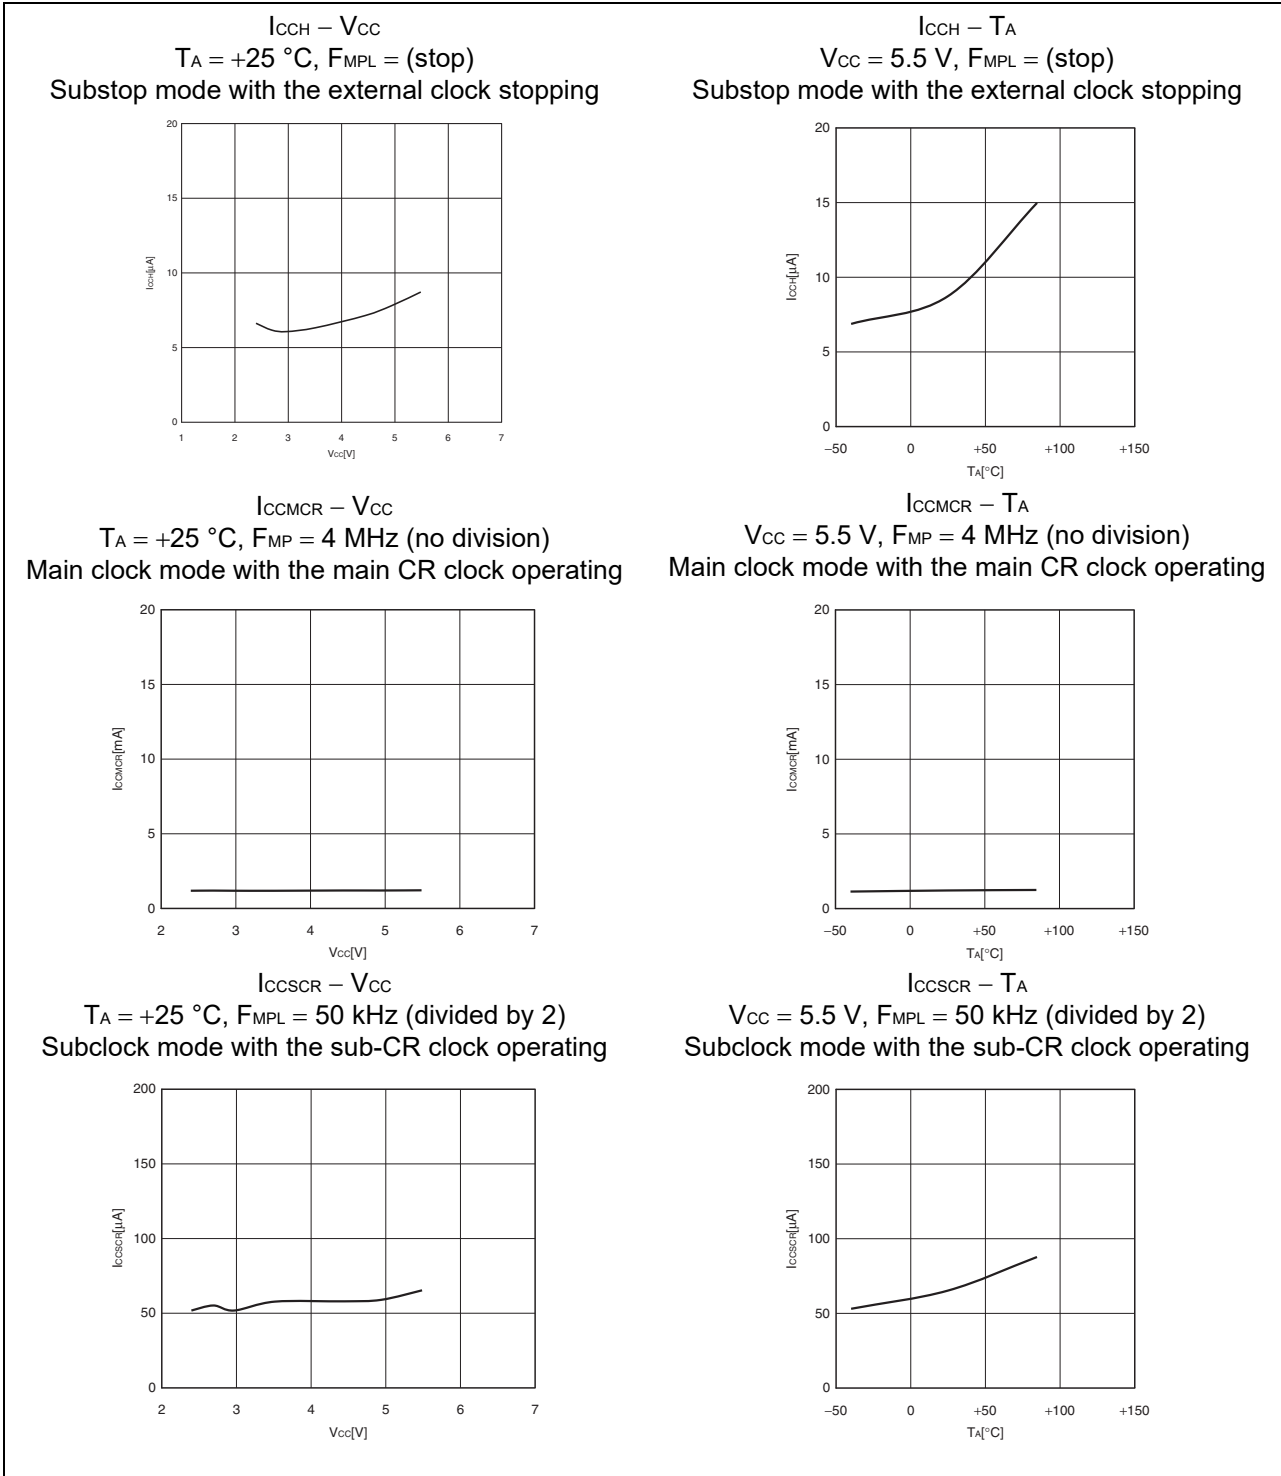 ICCH − VCC
TA = +25 °C, FMPL = (stop)
Substop mode with the external clock stopping
20
15
10
5
0
ICCH[μA]
1 2 3 4 5 6 7
VCC[V]
ICCH − TA
VCC = 5.5 V, FMPL = (stop)
Substop mode with the external clock stopping
20
15
10
5
0
ICCH[μA]
−50 0 +50 +100 +150
TA[°C]
ICCMCR − VCC
TA = +25 °C, FMP = 4 MHz (no division)
Main clock mode with the main CR clock operating
20
15
10
5
0
ICCMCR[mA]
2 3 4 5 6 7
VCC[V]
ICCMCR − TA
VCC = 5.5 V, FMP = 4 MHz (no division)
Main clock mode with the main CR clock operating
20
15
10
5
0
ICCMCR[mA]
−50 0 +50 +100 +150
TA[°C]
ICCSCR − VCC
TA = +25 °C, FMPL = 50 kHz (divided by 2)
Subclock mode with the sub-CR clock operating
200
150
100
50
0
ICCSCR[μA]
2 3 4 5 6 7
VCC[V]
ICCSCR − TA
VCC = 5.5 V, FMPL = 50 kHz (divided by 2)
Subclock mode with the sub-CR clock operating
200
150
100
50
0
ICCSCR[μA]
−50 0 +50 +100 +150
TA[°C]